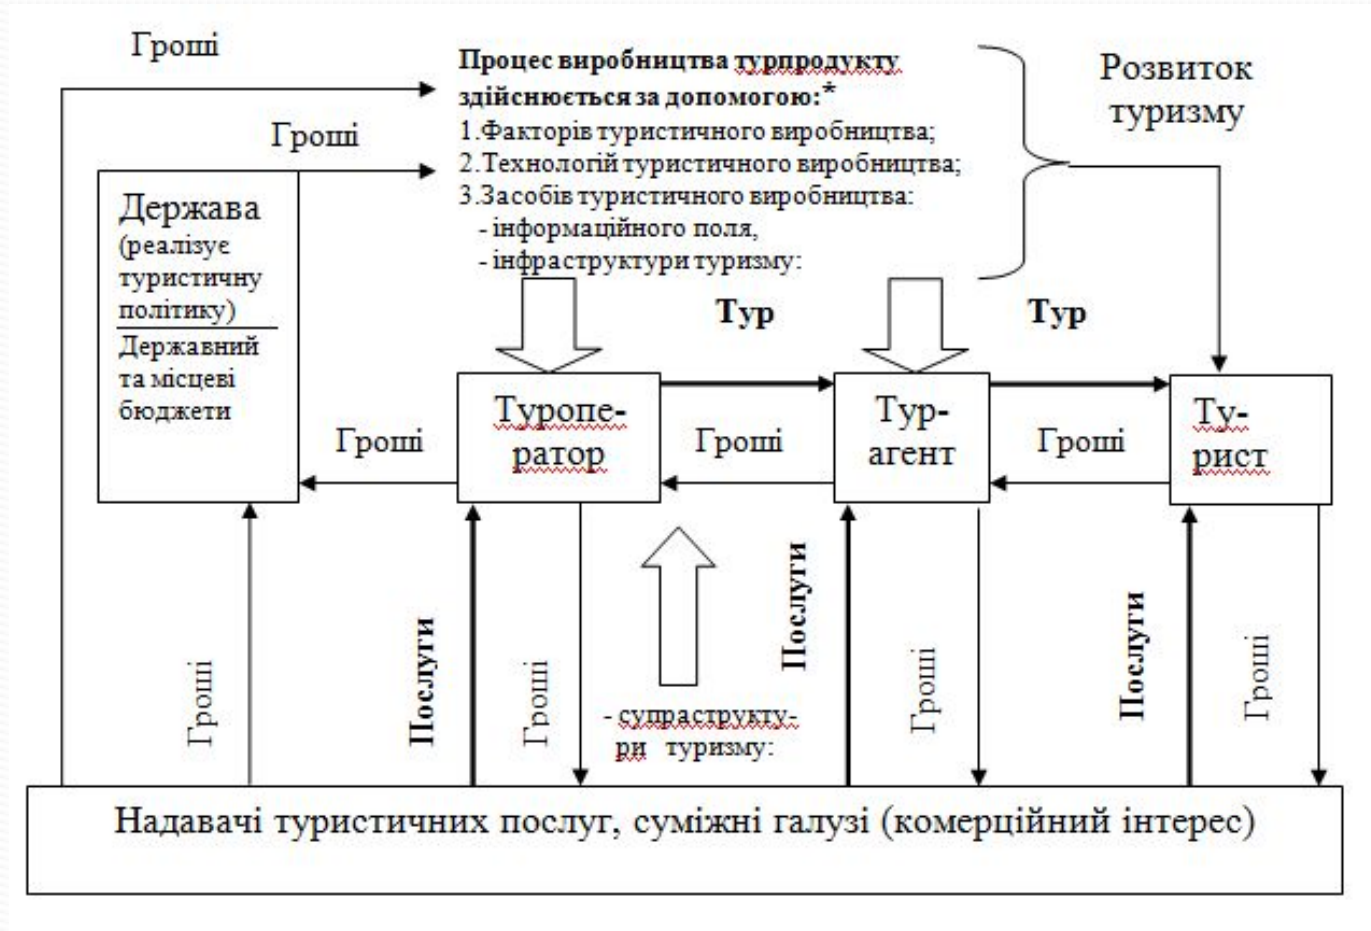 Гроші
Процес виробництва турпродукту
здійснюється за допомогою:*
1.Факторів туристичного виробництва;
2.Технологій туристичного виробництва;
3.Засобів туристичного виробництва:
- інформаційного поля,
- інфраструктури туризму:
Розвиток
туризму
Гроші
Держава
(реалізує
туристичну
політику)
Державний
та місцеві
бюджети
Тур
Тур
Туропе-
ратор
Тур-
агент
Ту-
рист
Гроші
Гроші
Гроші
Гроші
Послуги
Гроші
- супраструкту-
ри туризму:
Послуги
Гроші
Послуги
Гроші
Надавачі туристичних послуг, суміжні галузі (комерційний інтерес)